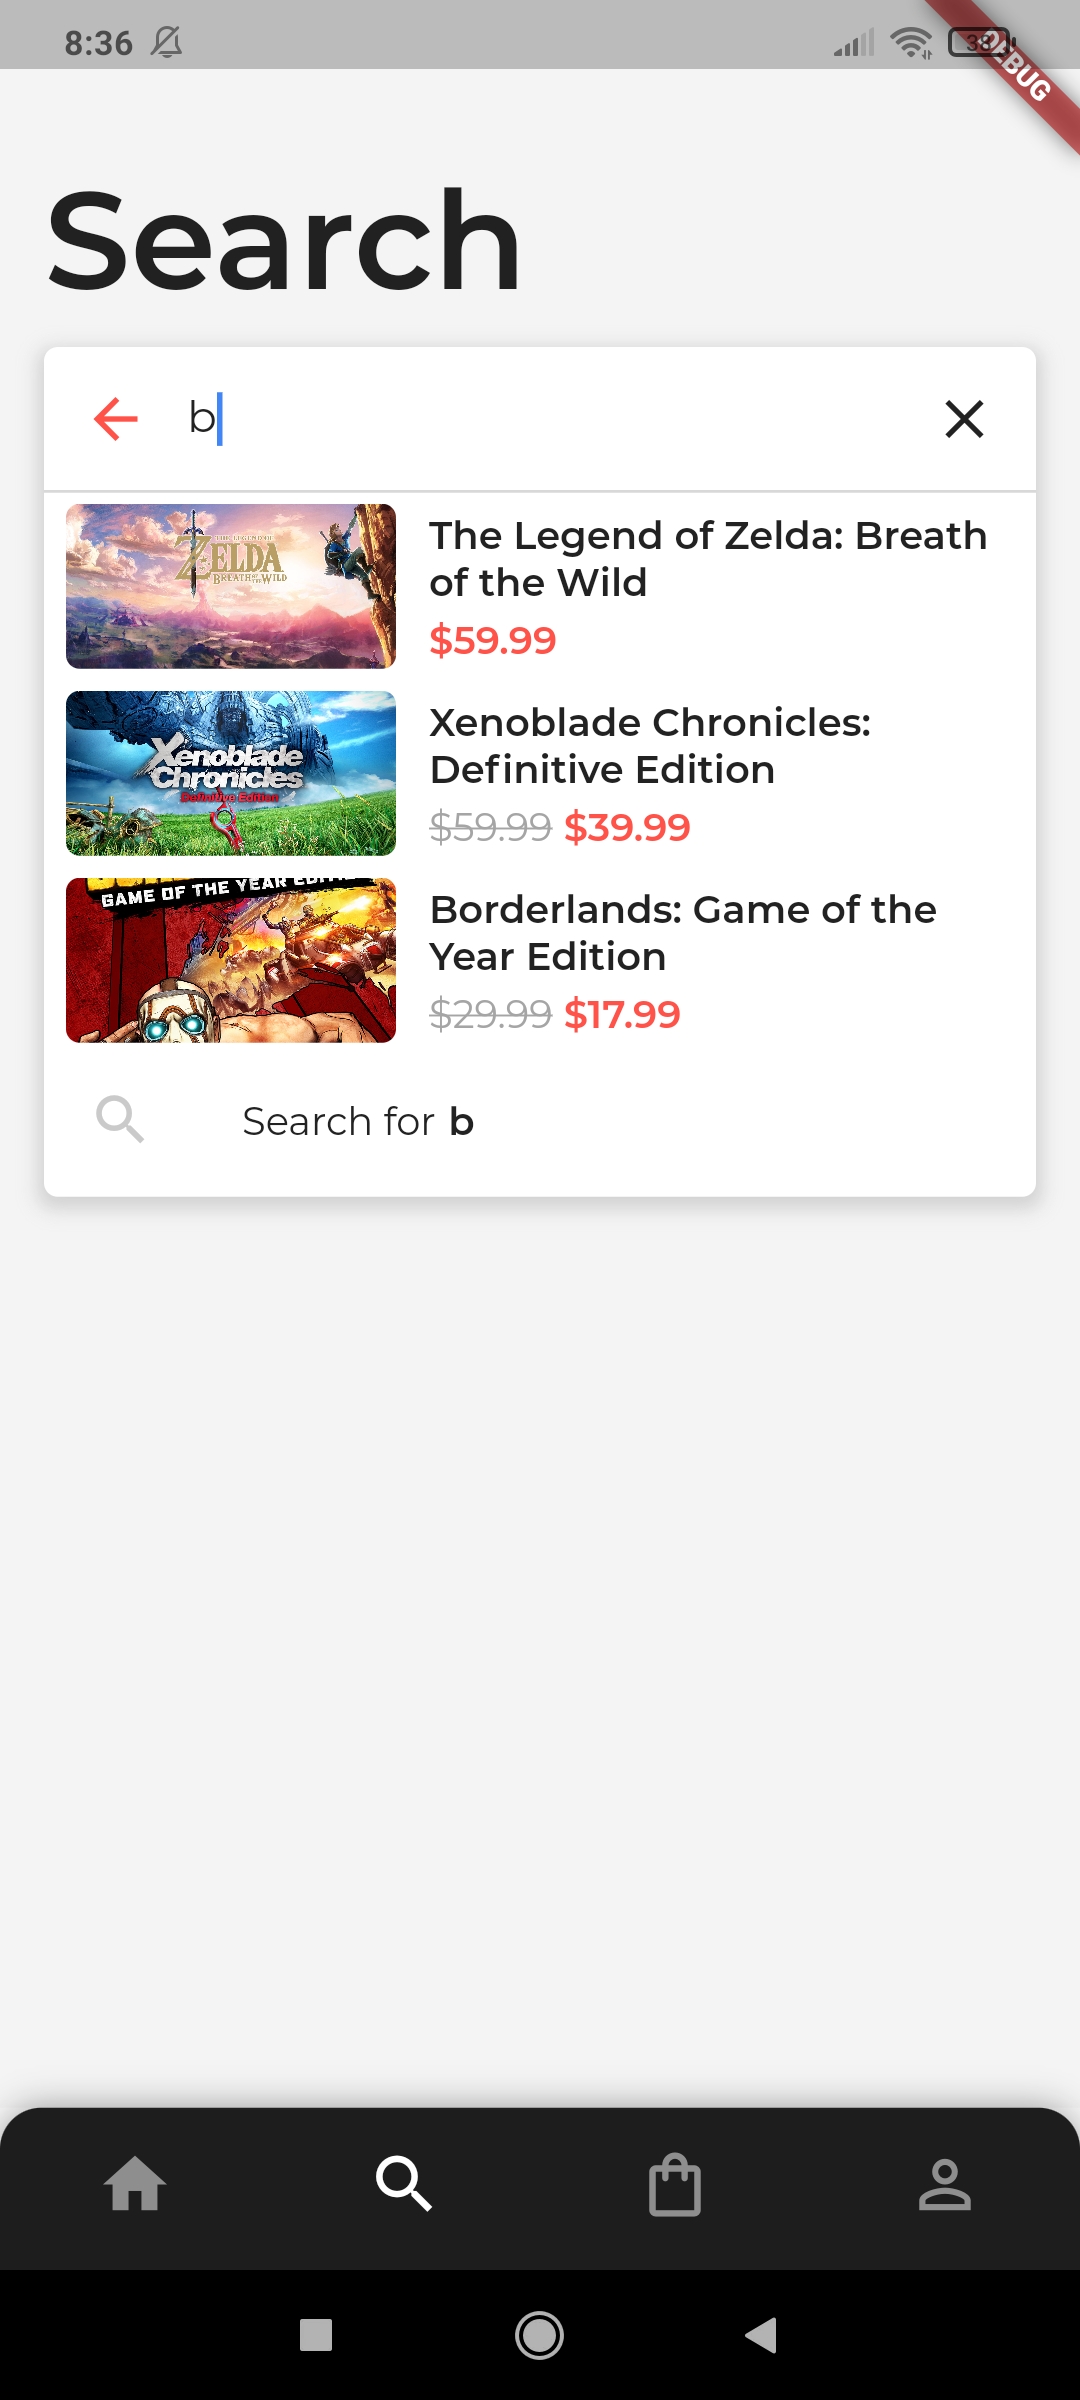 8:36
38
DEBUG
Search
b
THE LEGEND OF
ZELDA
BREATH OF THE WILD
The Legend of Zelda: Breath
of the Wild
$59.99
Xenoblade
Chronicles
Definitive Edition
Xenoblade Chronicles:
Definitive Edition
$59.99 $39.99
GAME OF THE YEAR EDITION
Borderlands: Game of the
Year Edition
$29.99 $17.99
Search for b